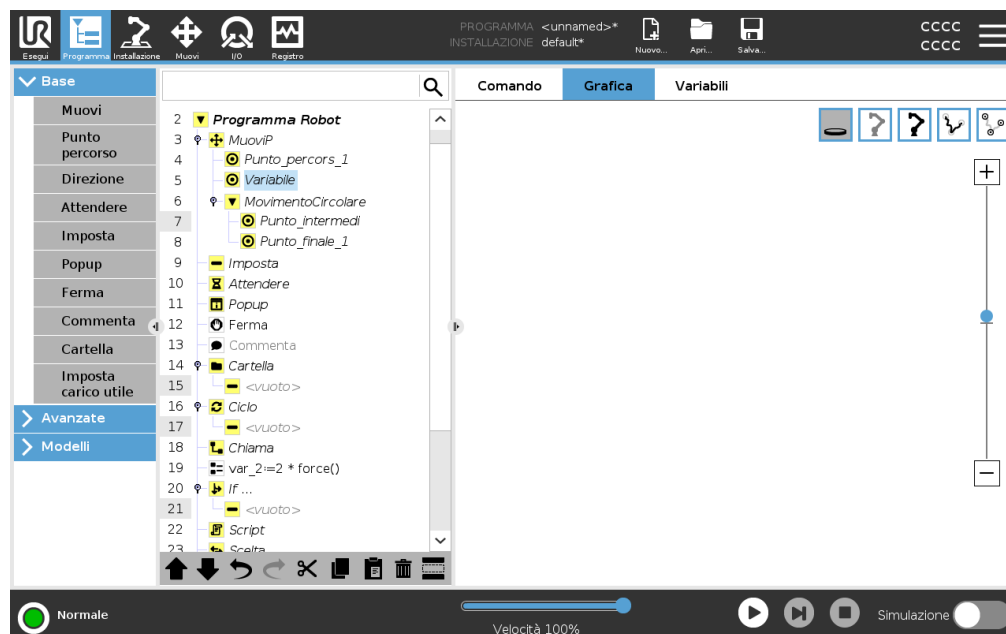 PROGRAMMA <unnamed>*
INSTALLAZIONE default*
Nuovo... Apri... Salva...
CCCC
CCCC
Esegui Programma Installazione Muovi I/O Registro
Base
Muovi
Punto
percorso
Direzione
Attendere
Imposta
Popup
Ferma
Commenta
Cartella
Imposta
carico utile
Avanzate
Modelli
2 Programma Robot
3 MuoviP
4 Punto_percors_1
5 Variabile
6 MovimentoCircolare
7 Punto_intermedi
8 Punto_finale_1
9 Imposta
10 Attendere
11 Popup
12 Ferma
13 Commenta
14 Cartella
15 <vuoto>
16 Ciclo
17 <vuoto>
18 Chiama
19 var_2:=2 * force()
20 If ...
21 <vuoto>
22 Script
23 Scelta
Comando Grafica Variabili
Normale
Velocità 100%
Simulazione